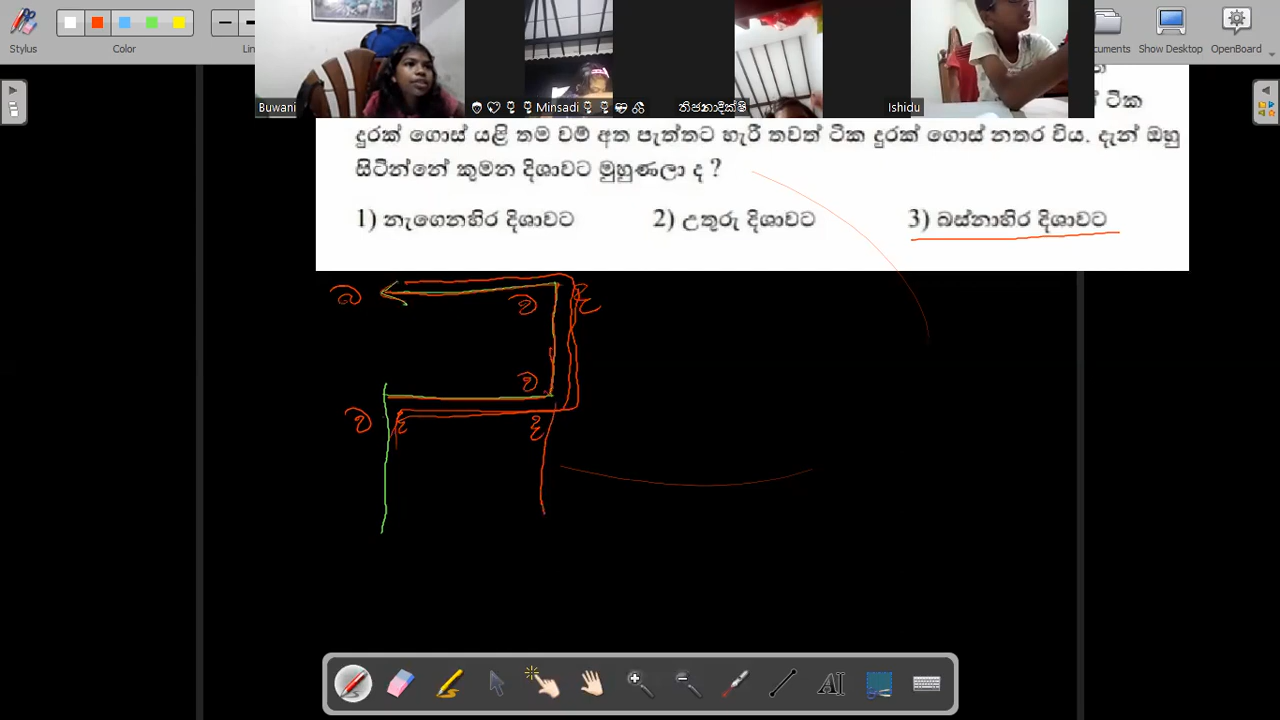 Stylus
Color
Documents
Show Desktop
OpenBoard
Buwani
Minsadi
Ishidu
ටික
දුරක් ගොස් යළි තම වම් අත පැත්තට හැරී තවත් ටික දුරක් ගොස් නතර විය. දැන් ඔහු
සිටින්නේ කුමන දිශාවට මුහුණලා ද ?
1) නැගෙනහිර දිශාවට 2) උතුරු දිශාවට 3) බස්නාහිර දිශාවට
බ ව ද
ව
ව ද ද